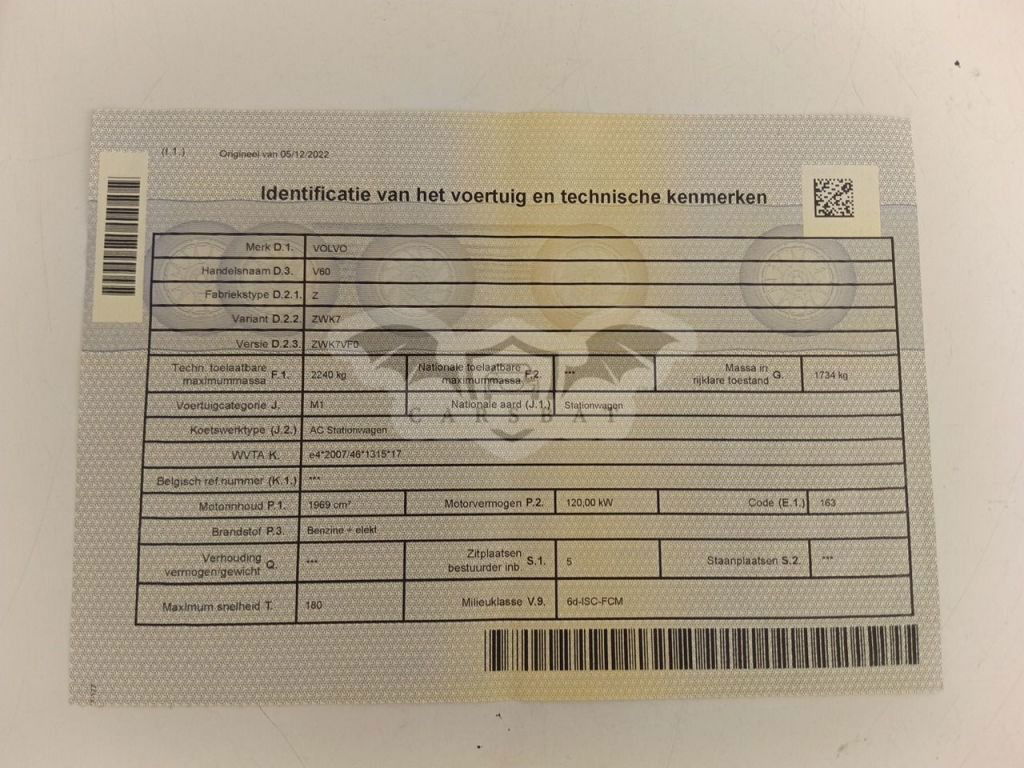 (I.1.) Origineel van 05/12/2022
Identificatie van het voertuig en technische kenmerken
Merk D.1. VOLVO
Handelsnaam D.3. V60
Fabriekstype D.2.1. Z
Variant D.2.2. ZWK7
Versie D.2.3. ZWK7VF0
Techn. toelaatbare maximummassa F.1. 2240 kg Nationale toelaatbare maximummassa F.2. *** Massa in rijklare toestand G. 1734 kg
Voertuigcategorie J. M1 Nationale aard (J.1.) Stationwagen
CARSBAT
Koetswerktype (J.2.) AC Stationwagen
WVTA K. e4*2007/46*1315*17
Belgisch ref nummer (K.1.) ***
Motorinhoud P.1. 1969 cm³ Motorvermogen P.2. 120,00 kW Code (E.1.) 163
Brandstof P.3. Benzine + elekt
Verhouding vermogen/gewicht Q. *** Zitplaatsen bestuurder inb. S.1. 5 Staanplaatsen S.2. ***
Maximum snelheid T. 180 Milieuklasse V.9. 6d-ISC-FCM